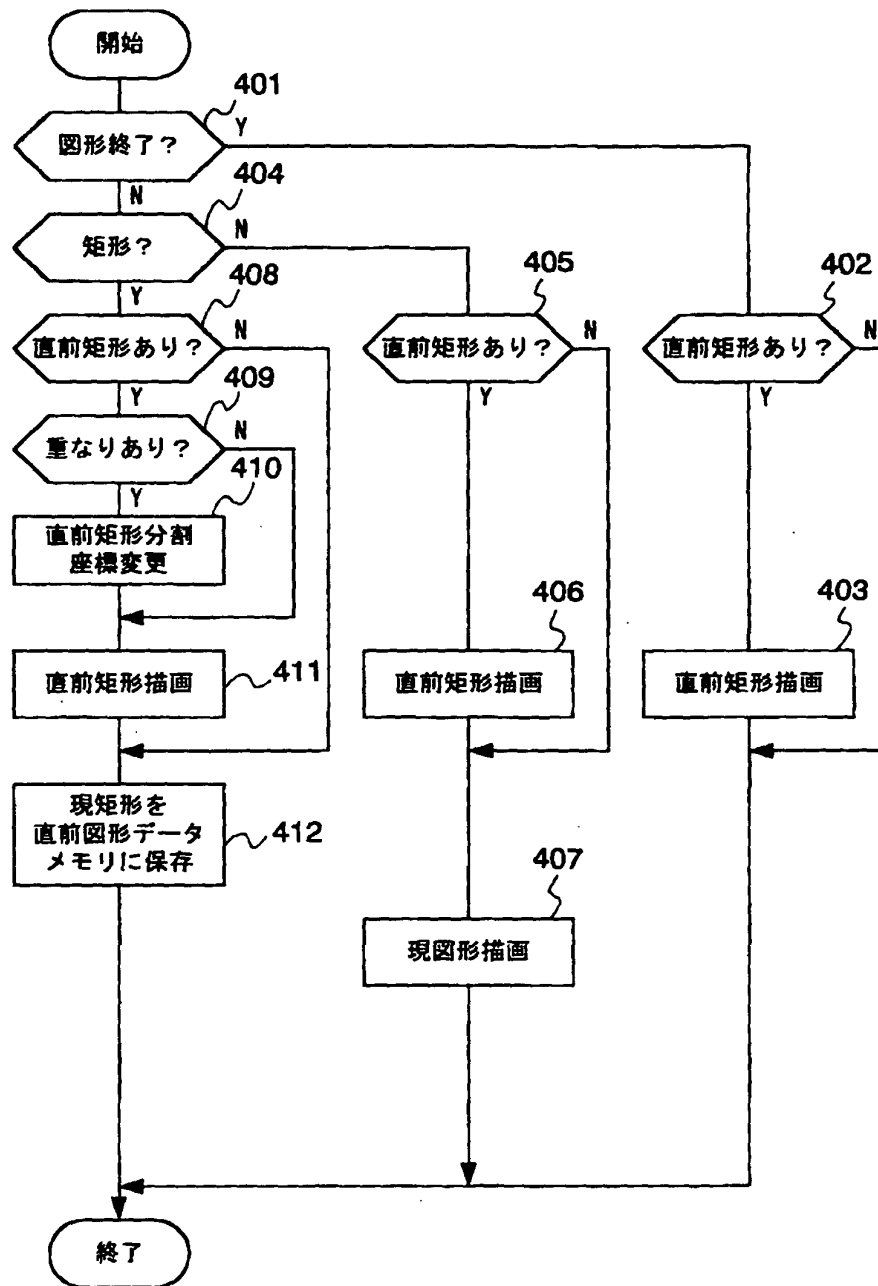 開始
401
図形終了?
Y
N
404
矩形?
N
Y
408
直前矩形あり?
N
Y
405
直前矩形あり?
N
Y
402
直前矩形あり?
N
Y
409
重なりあり?
N
Y
410
直前矩形分割
座標変更
直前矩形描画
411
406
直前矩形描画
403
直前矩形描画
現矩形を
直前図形データ
メモリに保存
412
407
現図形描画
終了